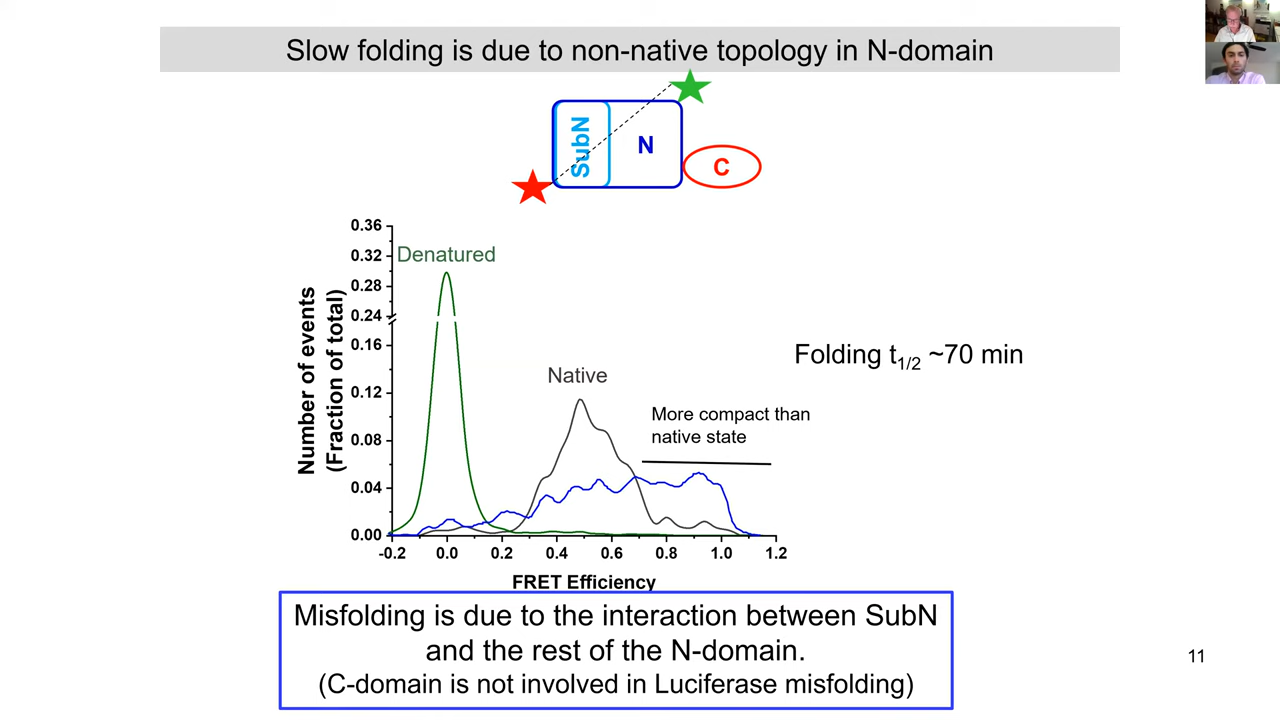 Slow folding is due to non-native topology in N-domain
SubN
N
C
0.36
0.32
0.28
0.24
0.16
0.12
0.08
0.04
0.00
Number of events
(Fraction of total)
Denatured
Native
More compact than
native state
Folding t1/2 ~70 min
-0.2 0.0 0.2 0.4 0.6 0.8 1.0 1.2
FRET Efficiency
Misfolding is due to the interaction between SubN
and the rest of the N-domain.
(C-domain is not involved in Luciferase misfolding)
11